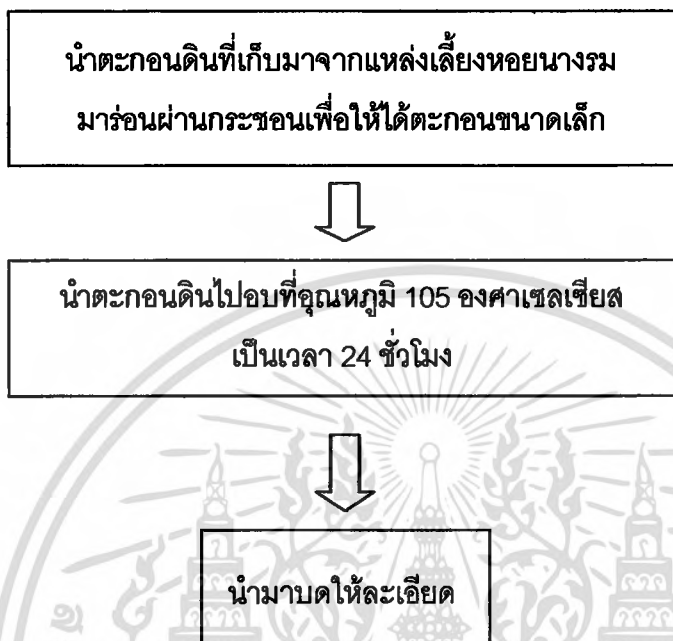 นำตะกอนดินที่เก็บมาจากแหล่งเลี้ยงหอยนางรม
มาร่อนผ่านกระชอนเพื่อให้ได้ตะกอนขนาดเล็ก
นำตะกอนดินไปอบที่อุณหภูมิ 105 องศาเซลเซียส
เป็นเวลา 24 ชั่วโมง
นำมาบดให้ละเอียด